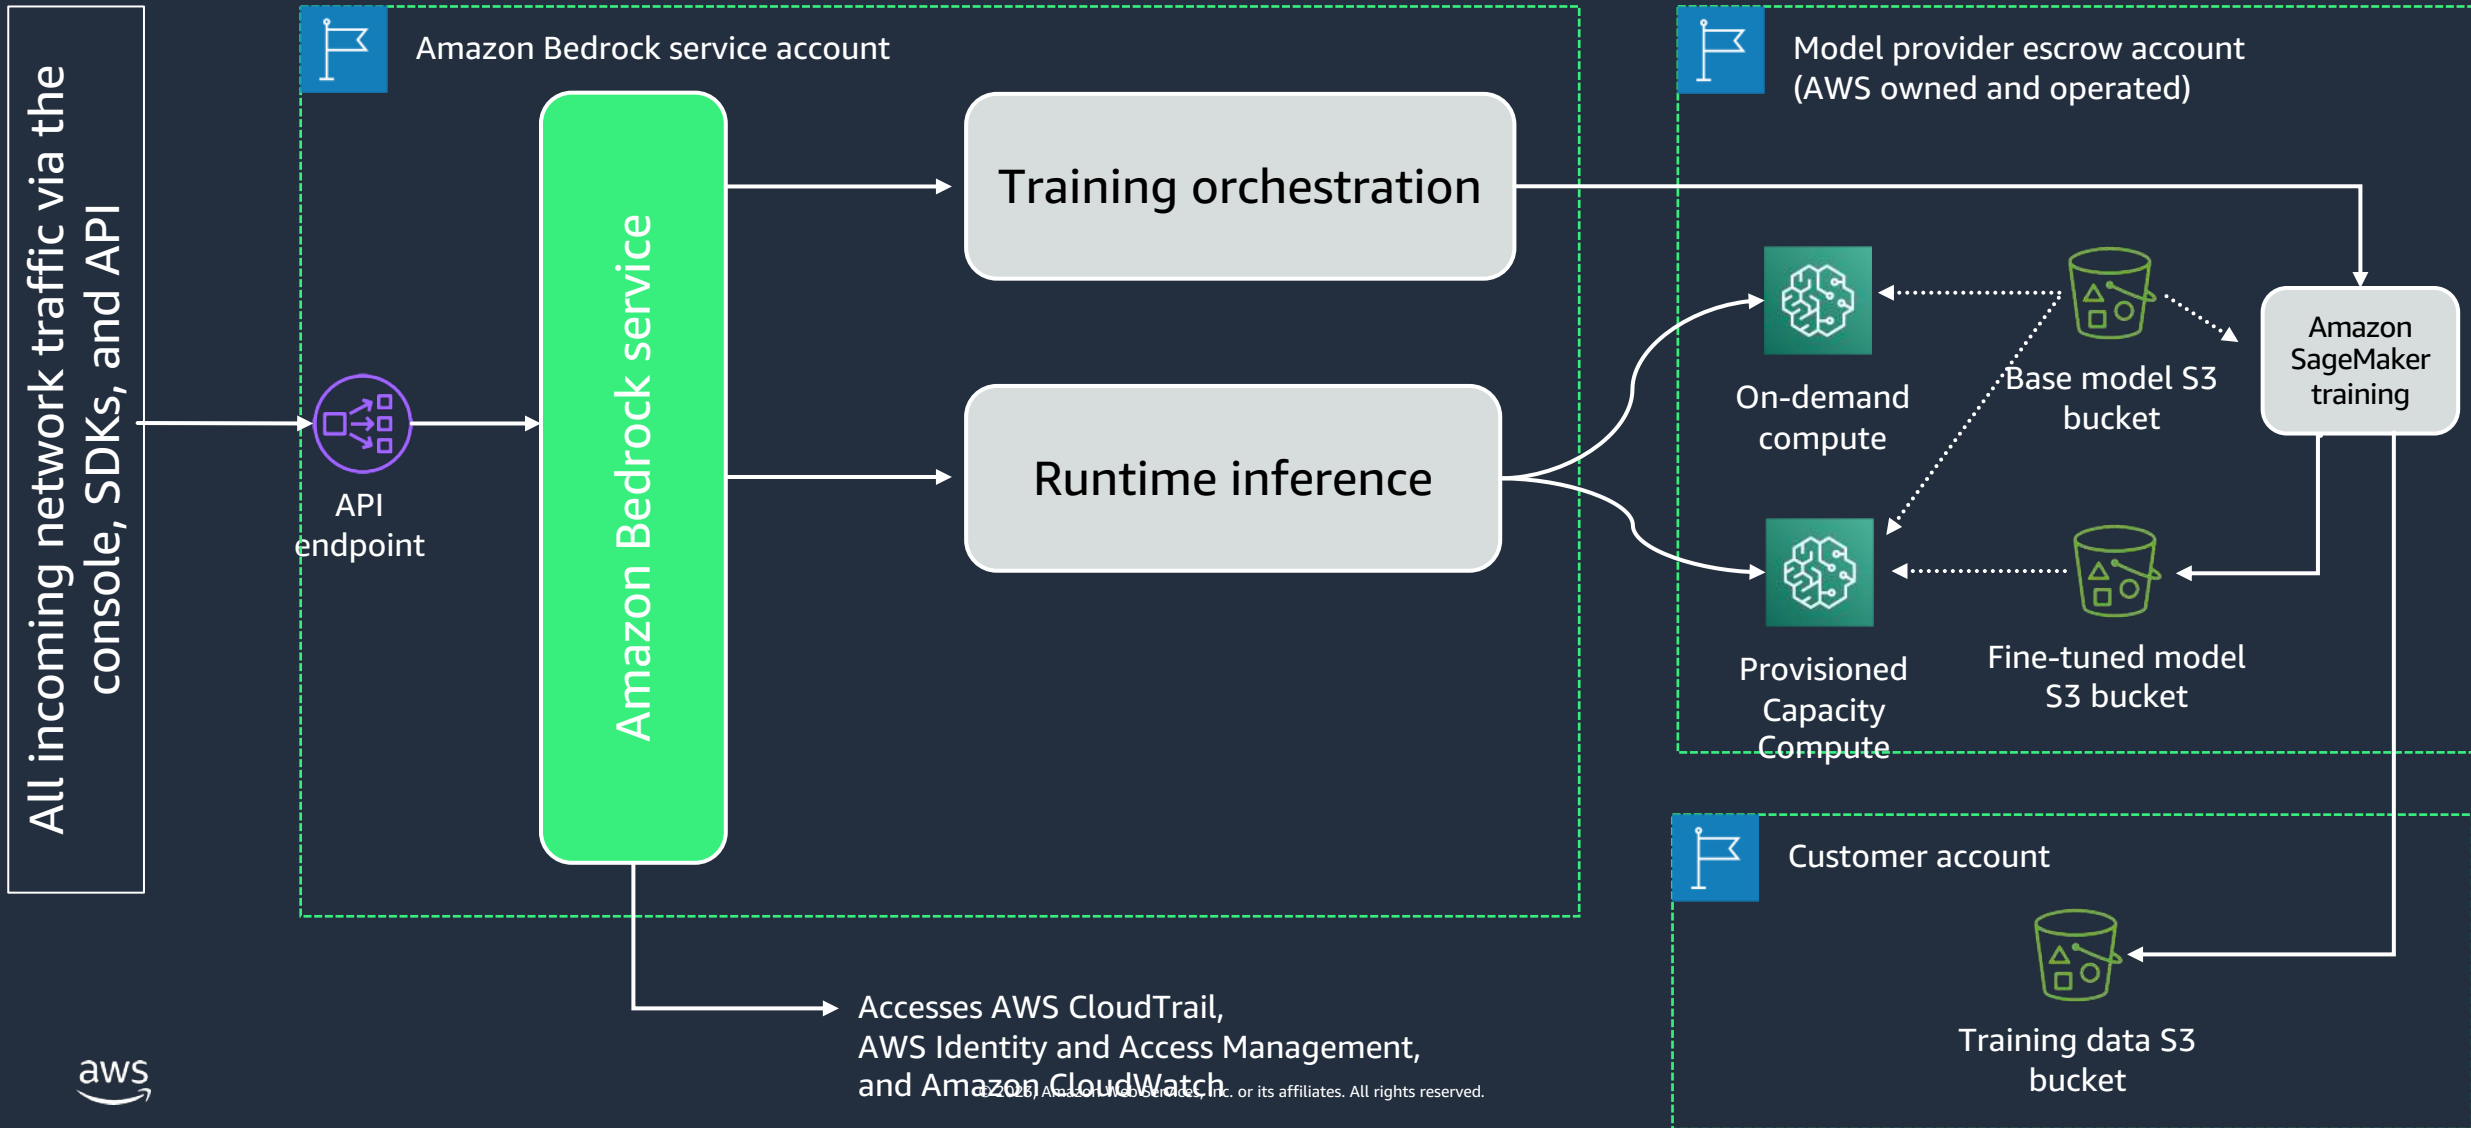 All incoming network traffic via the
console, SDKs, and API
Amazon Bedrock service account
API
endpoint
Amazon Bedrock service
Training orchestration
Runtime inference
Accesses AWS CloudTrail,
AWS Identity and Access Management,
and Amazon CloudWatch
Model provider escrow account
(AWS owned and operated)
On-demand
compute
Base model S3
bucket
Amazon
SageMaker
training
Provisioned
Capacity
Compute
Fine-tuned model
S3 bucket
Customer account
Training data S3
bucket
aws
© 2023, Amazon Web Services, Inc. or its affiliates. All rights reserved.